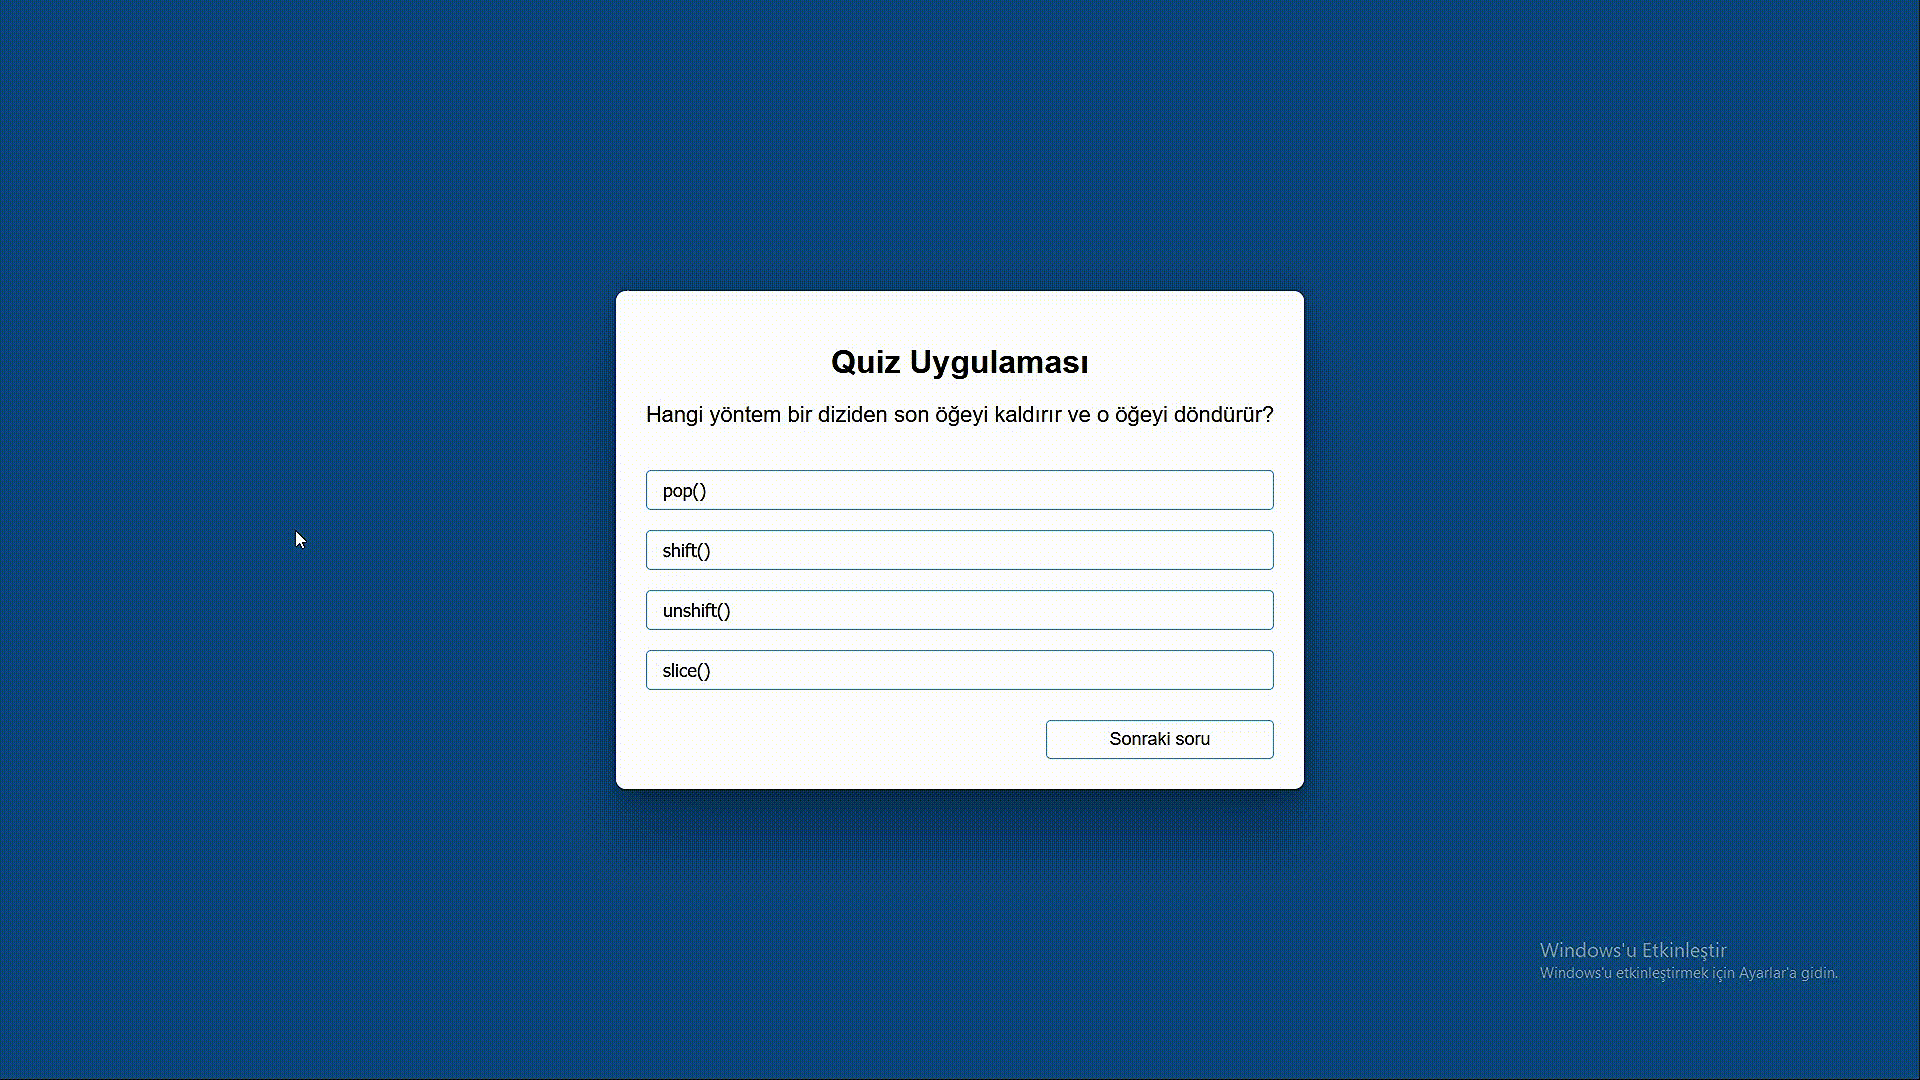 Quiz Uygulaması
Hangi yöntem bir diziden son öğeyi kaldırır ve o öğeyi döndürür?
pop()
shift()
unshift()
slice()
Sonraki soru
Windows'u Etkinleştir
Windows'u etkinleştirmek için Ayarlar'a gidin.